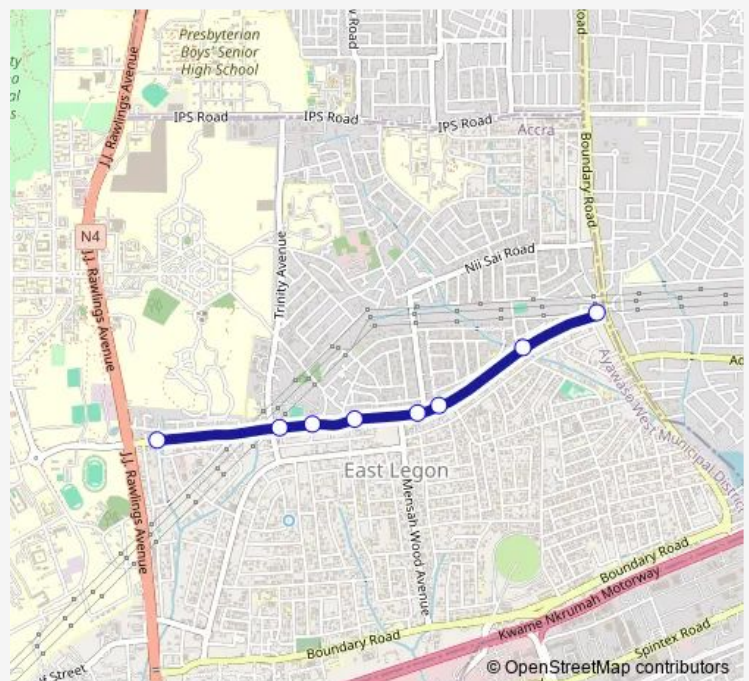 Presbyterian
Boys' Senior
High School
J.J. Rawlings Avenue
IPS Road
IPS Road
IPS Road
Accra
Boundary Road
N4
J.J. Rawlings Avenue
Trinity Avenue
Nii Sai Road
Ayawaso West Municipal District
East Legon
J.J. Rawlings Avenue
Mensah Wood Avenue
Boundary Road
Kwame Nkrumah Motorway
Boundary Road
Spintex Road
Street
© OpenStreetMap contributors